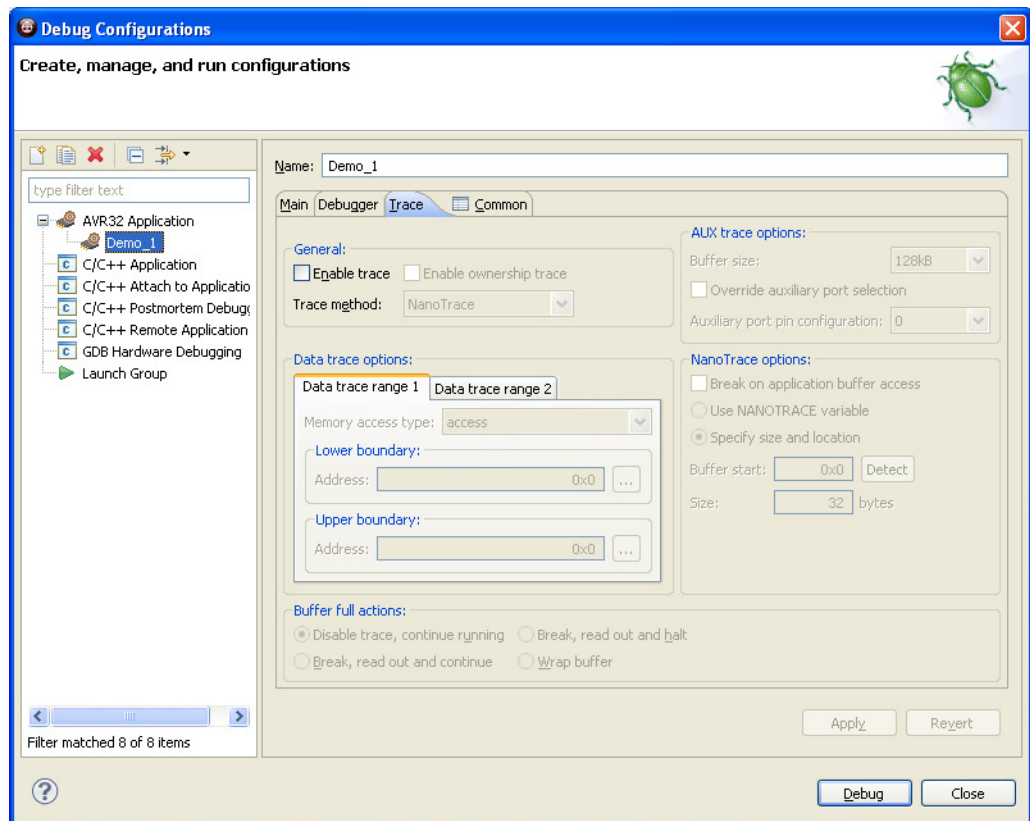 Debug Configurations
Create, manage, and run configurations
type filter text
AVR32 Application
Demo_1
C/C++ Application
C/C++ Attach to Applicatio
C/C++ Postmortem Debugg
C/C++ Remote Application
GDB Hardware Debugging
Launch Group
Filter matched 8 of 8 items
Name: Demo_1
Main Debugger Trace Common
General:
Enable trace Enable ownership trace
Trace method: NanoTrace
AUX trace options:
Buffer size: 128kB
Override auxiliary port selection
Auxiliary port pin configuration: 0
Data trace options:
Data trace range 1 Data trace range 2
Memory access type: access
Lower boundary:
Address: 0x0 ...
Upper boundary:
Address: 0x0 ...
NanoTrace options:
Break on application buffer access
Use NANOTRACE variable
Specify size and location
Buffer start: 0x0 Detect
Size: 32 bytes
Buffer full actions:
Disable trace, continue running Break, read out and halt
Break, read out and continue Wrap buffer
Apply Revert
? Debug Close